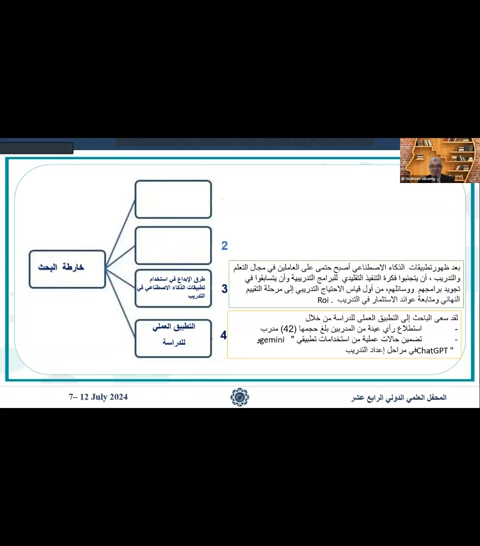 خارطة البحث
2
طرق الإبداع في استخدام
تطبيقات الذكاء الاصطناعي في
التدريب
3
بعد ظهور تطبيقات الذكاء الاصطناعي أصبح حتمي على العاملين في مجال التعلم
والتدريب ، أن يتجنبوا فكرة التنفيذ التقليدي للبرامج التدريبية وأن يتسابقوا في
تجويد برامجهم ووسائلهم، من أول قياس الاحتياج التدريبي إلى مرحلة التقييم
النهائي ومتابعة عوائد الاستثمار في التدريب . Roi
التطبيق العملي
للدراسة
4
لقد سعى الباحث إلى التطبيق العملي للدراسة من خلال
- استطلاع رأي عينة من المدربين بلغ حجمها (42) مدرب
- تضمين حالات عملية من استخدامات تطبيقي " gemini و
ChatGPT " في مراحل إعداد التدريب
7– 12 July 2024
المحفل العلمي الدولي الرابع عشر